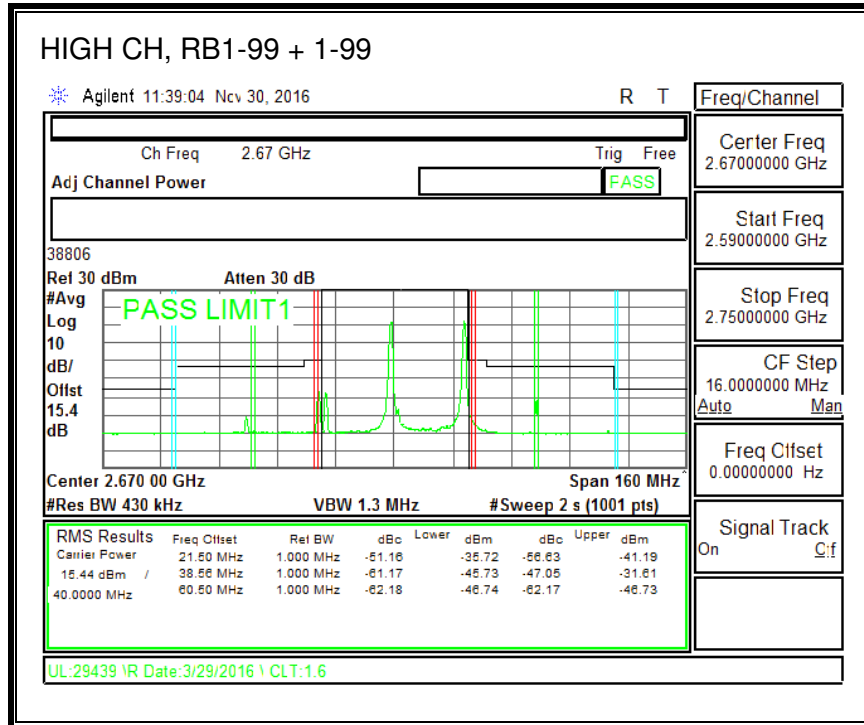 HIGH CH, RB1-99 + 1-99
Agilent 11:39:04 Nov 30, 2016 R T
Freq/Channel
Ch Freq 2.67 GHz Trig Free
Adj Channel Power PASS
Center Freq
2.67000000 GHz
Start Freq
2.59000000 GHz
Stop Freq
2.75000000 GHz
CF Step
16.0000000 MHz
Auto Man
Freq Offset
0.00000000 Hz
Signal Track
On Off
38806
Ref 30 dBm Atten 30 dB
#Avg
Log
10
dB/
Offst
15.4
dB
PASS LIMIT1
Center 2.670 00 GHz Span 160 MHz^
#Res BW 430 kHz VBW 1.3 MHz #Sweep 2 s (1001 pts)
RMS Results Freq Offset Ref BW dBc Lower dBm dBc Upper dBm
Carrier Power 21.50 MHz 1.000 MHz -51.16 -35.72 -56.63 -41.19
15.44 dBm / 38.56 MHz 1.000 MHz -61.17 -45.73 -47.05 -31.61
40.0000 MHz 60.50 MHz 1.000 MHz -62.18 -46.74 -62.17 -46.73
UL:29439 \R Date:3/29/2016 \ CLT:1.6